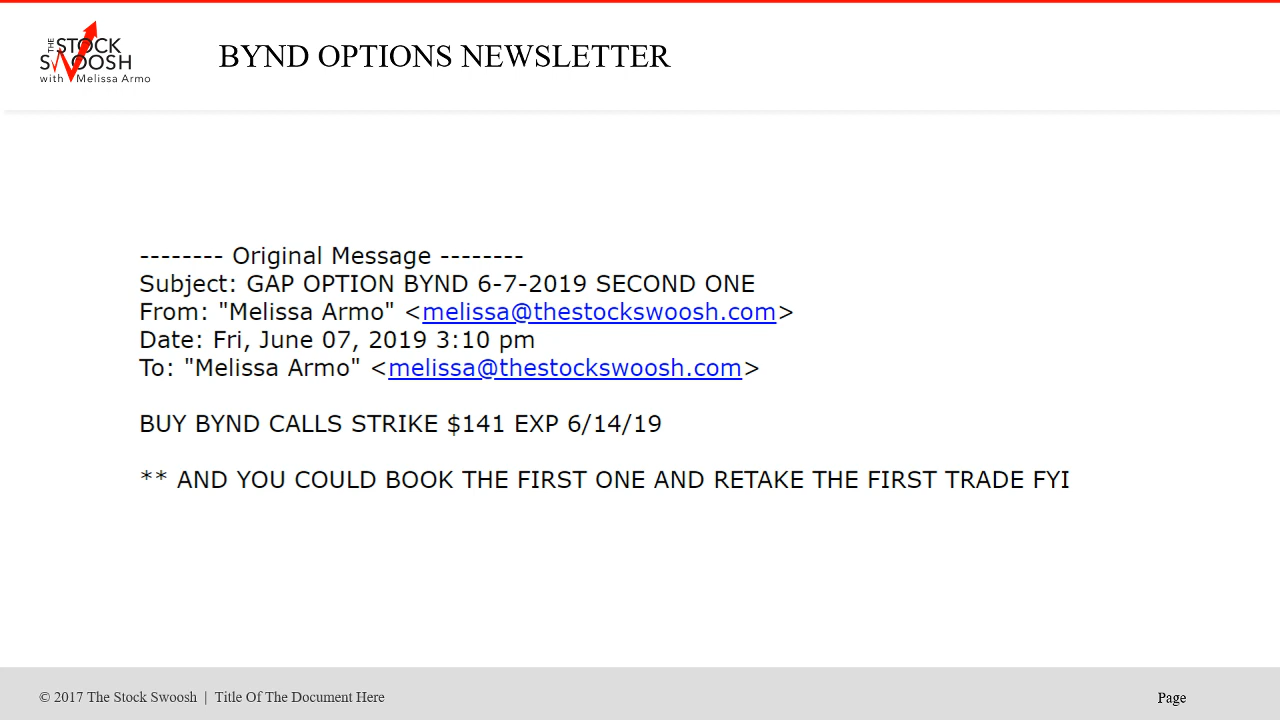 THE STOCK
SWOOSH
with Melissa Armo
BYND OPTIONS NEWSLETTER
-------- Original Message --------
Subject: GAP OPTION BYND 6-7-2019 SECOND ONE
From: "Melissa Armo" <melissa@thestockswoosh.com>
Date: Fri, June 07, 2019 3:10 pm
To: "Melissa Armo" <melissa@thestockswoosh.com>
BUY BYND CALLS STRIKE $141 EXP 6/14/19
** AND YOU COULD BOOK THE FIRST ONE AND RETAKE THE FIRST TRADE FYI
© 2017 The Stock Swoosh | Title Of The Document Here
Page